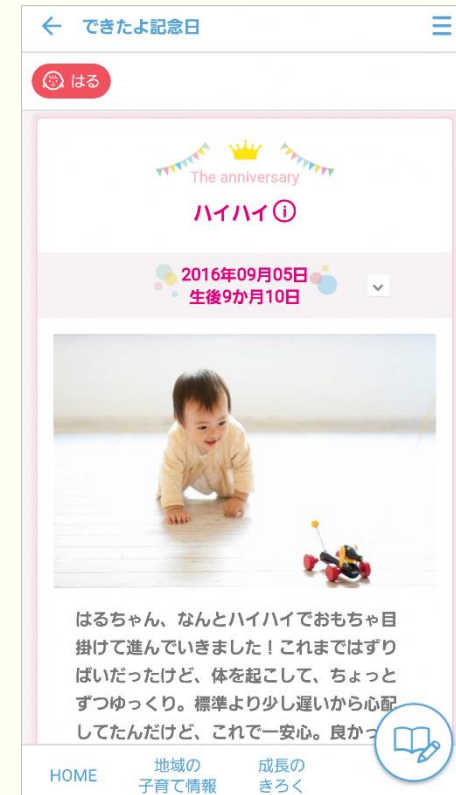 できたよ記念日
はる
The anniversary
ハイハイ
2016年09月05日
生後9か月10日
はるちゃん、なんとハイハイでおもちゃ目
掛けて進んでいきました！これまではずり
ばいだったけど、体を起こして、ちょっと
ずつゆっくり。標準より少し遅いから心配
してたんだけど、これで一安心。良かっ
HOME
地域の
子育て情報
成長の
きろく